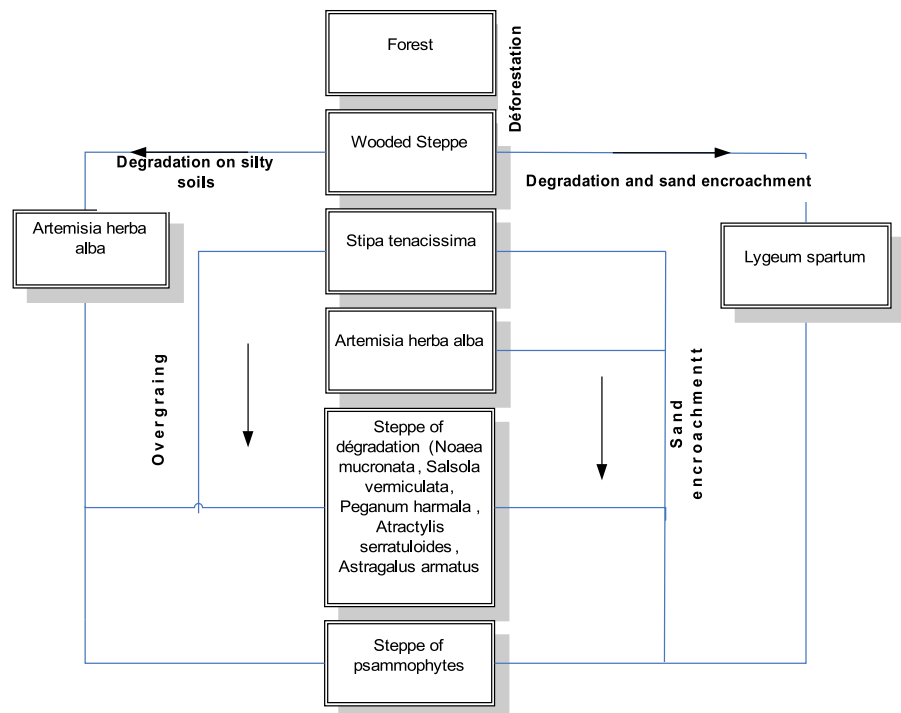 Forest
Déforestation
Wooded Steppe
Degradation on silty
soils
Degradation and sand encroachment
Artemisia herba
alba
Stipa tenacissima
Lygeum spartum
Artemisia herba alba
Overgraing
Sand
encroachmentt
Steppe of
dégradation (Noaea
mucronata , Salsola
vermiculata,
Peganum harmala ,
Atractylis
serratuloides ,
Astragalus armatus
Steppe of
psammophytes